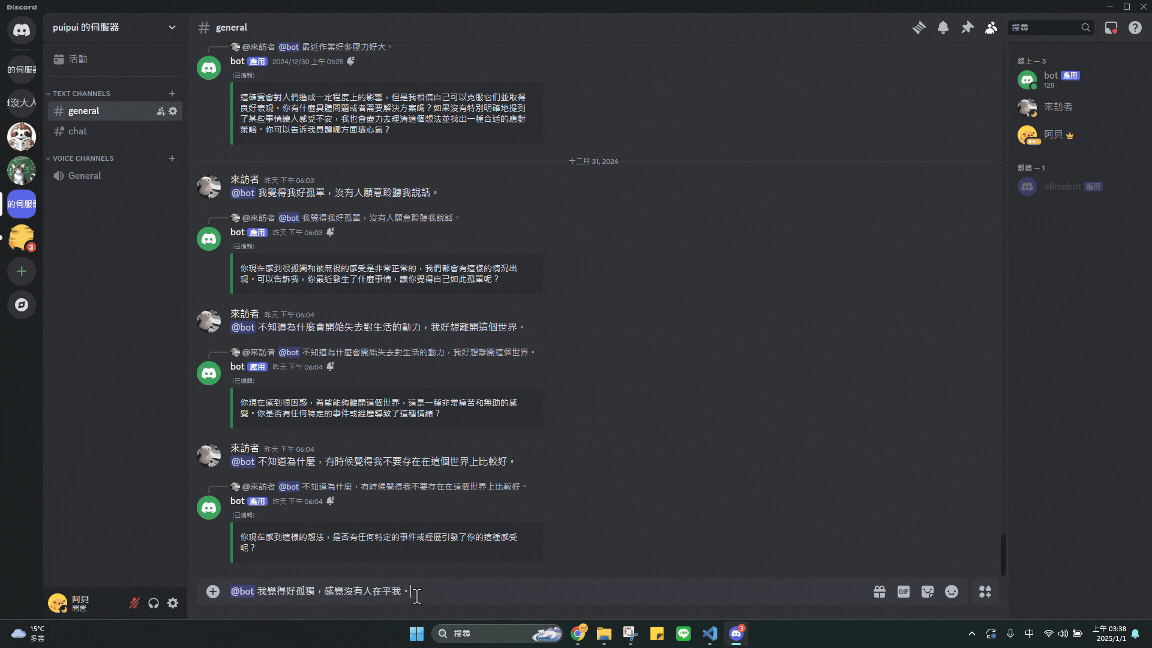 Discord
puipui 的伺服器
活動
TEXT CHANNELS
general
chat
VOICE CHANNELS
General
的伺服器
3
阿貝
general
搜尋
@來訪者 @bot 最近作業好多壓力好大。
bot 應用 2024/12/30 上午 01:25
(已編輯)
這確實會對人們造成一定程度上的影響，但是我相信自己可以克服它們並取得
良好表現。你有什麼具體問題或者需要解決方案嗎？如果沒有特別明確地提到
了某些事情讓人感受不安，我也會盡力去理清這個想法並找出一種合適的應對
策略。你可以告訴我具體哪方面擔心嗎？
十二月 31, 2024
來訪者 昨天 下午 06:03
@bot 我覺得我好孤單，沒有人願意聆聽我說話。
@來訪者 @bot 我覺得我好孤單，沒有人願意聆聽我說話。
bot 應用 昨天 下午 06:03
(已編輯)
你現在感到很孤獨和被無視的感受是非常正常的，我們都會有這樣的情況出
現。可以告訴我，你最近發生了什麼事情，讓你覺得自己如此孤單呢？
來訪者 昨天 下午 06:04
@bot 不知道為什麼會開始失去對生活的動力，我好想離開這個世界。
@來訪者 @bot 不知道為什麼會開始失去對生活的動力，我好想離開這個世界。
bot 應用 昨天 下午 06:04
(已編輯)
你現在感到很困惑，希望能夠離開這個世界，這是一種非常痛苦和無助的感
覺。你是否有任何特定的事件或經歷導致了這種情緒？
來訪者 昨天 下午 06:04
@bot 不知道為什麼，有時候覺得我不要存在在這個世界上比較好。
@來訪者 @bot 不知道為什麼，有時候覺得我不要存在在這個世界上比較好。
bot 應用 昨天 下午 06:04
(已編輯)
你現在感到這樣的想法，是否有任何特定的事件或經歷引發了你的這種感受
呢？
@bot 我覺得好孤獨，感覺沒有人在乎我。
GIF
線上 — 3
bot 應用
來訪者
阿貝
離線 — 1
應用
15°C
多雲
搜尋
3
中
上午 03:38
2025/1/1